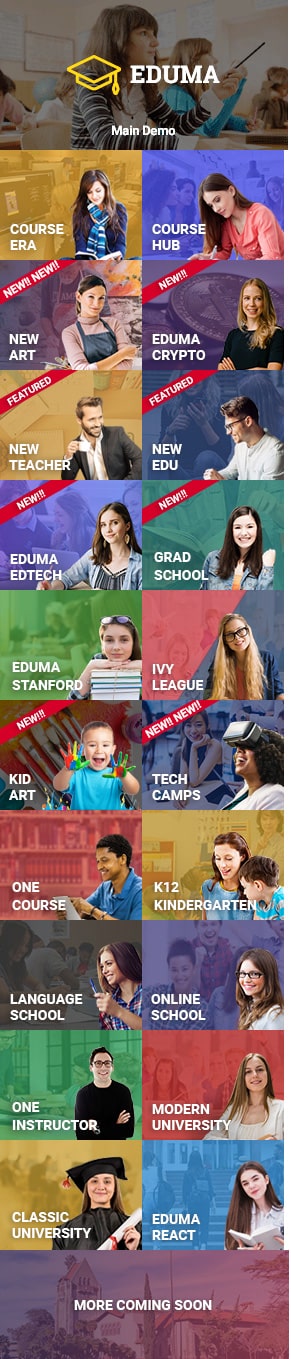 EDUMA
Main Demo
COURSE
ERA
COURSE
HUB
NEW!! NEW!!
NEW
ART
NEW!!!
EDUMA
CRYPTO
FEATURED
NEW
TEACHER
FEATURED
NEW
EDU
NEW!!!
EDUMA
EDTECH
NEW!!!
GRAD
SCHOOL
EDUMA
STANFORD
IVY
LEAGUE
NEW!!!
KID
ART
NEW!! NEW!!
TECH
CAMPS
ONE
COURSE
K12
KINDERGARTEN
LANGUAGE
SCHOOL
ONLINE
SCHOOL
ONE
INSTRUCTOR
MODERN
UNIVERSITY
CLASSIC
UNIVERSITY
EDUMA
REACT
MORE COMING SOON